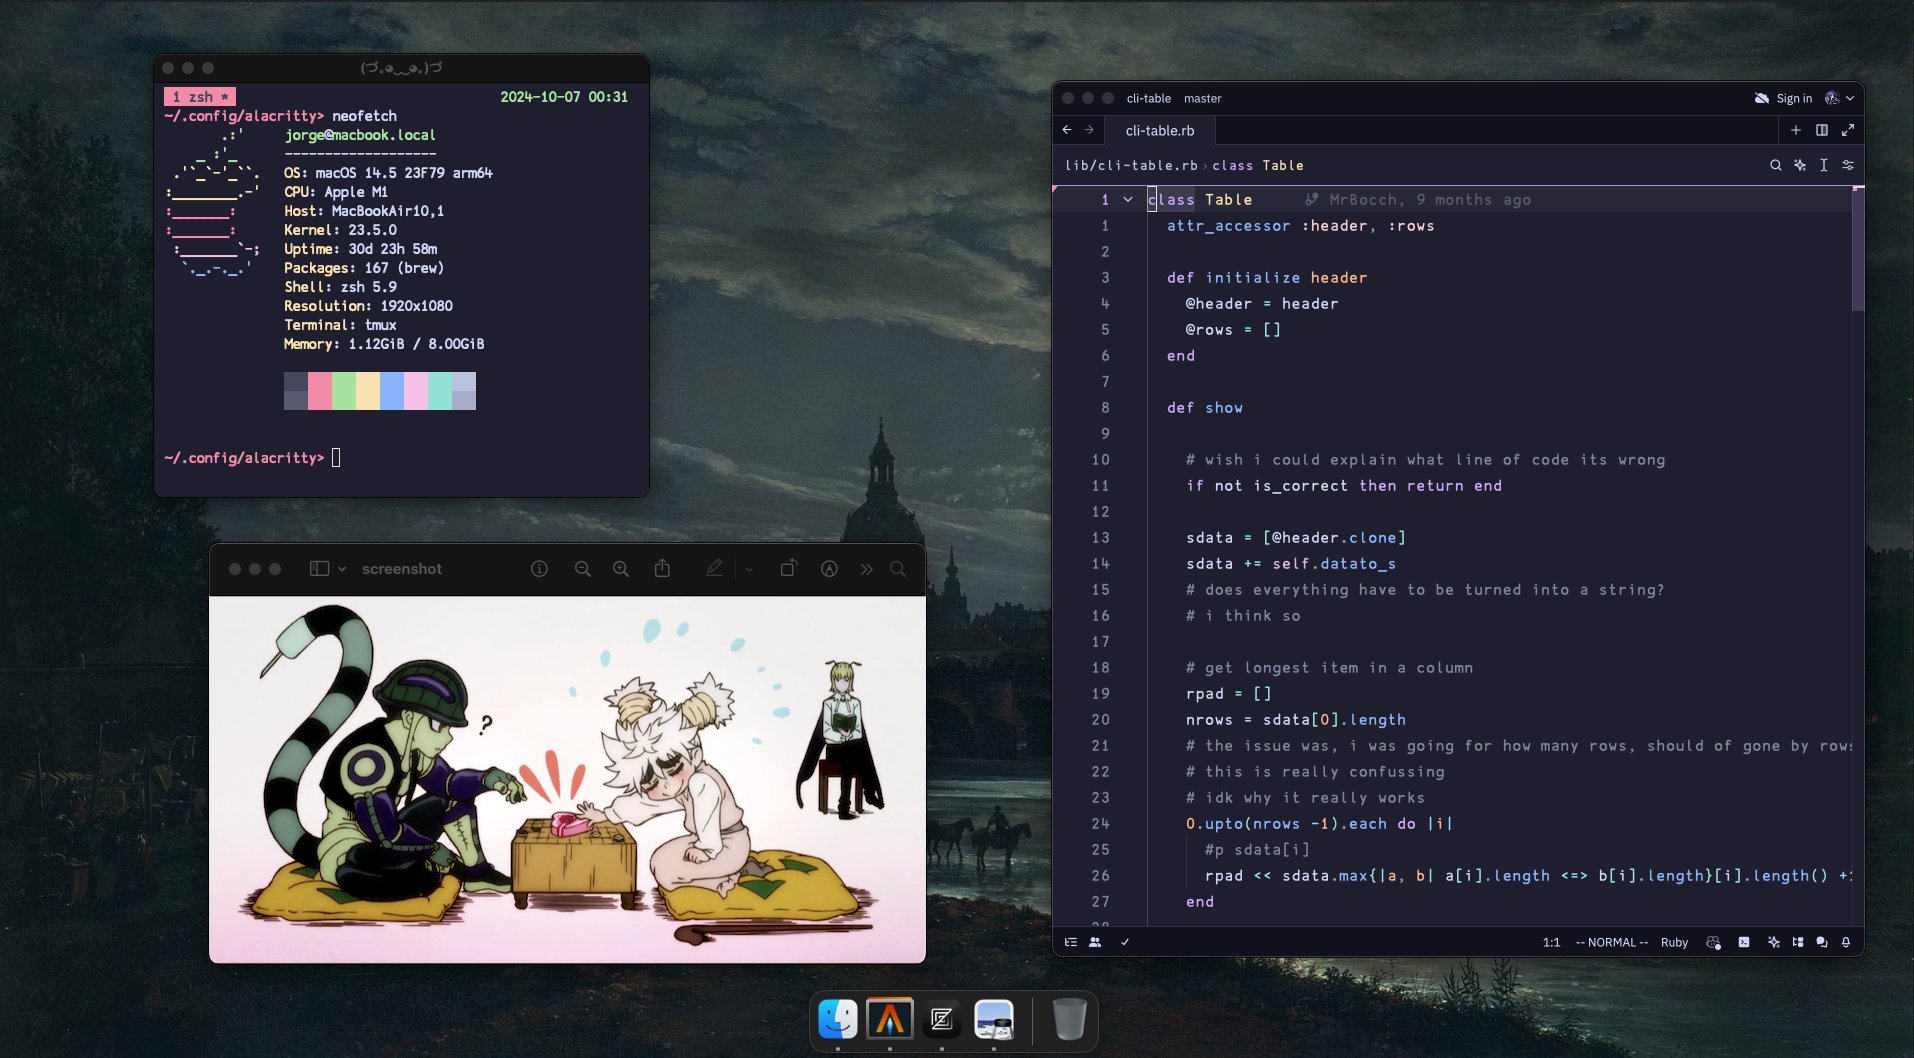 (づ｡◕‿‿◕｡)づ
1 zsh * 2024-10-07 00:31
~/.config/alacritty> neofetch
jorge@macbook.local
-------------------
OS: macOS 14.5 23F79 arm64
CPU: Apple M1
Host: MacBookAir10,1
Kernel: 23.5.0
Uptime: 30d 23h 58m
Packages: 167 (brew)
Shell: zsh 5.9
Resolution: 1920x1080
Terminal: tmux
Memory: 1.12GiB / 8.00GiB
~/.config/alacritty>
screenshot
?
cli-table master Sign in
cli-table.rb
lib/cli-table.rb › class Table
1 class Table MrBocch, 9 months ago
1 attr_accessor :header, :rows
2
3 def initialize header
4 @header = header
5 @rows = []
6 end
7
8 def show
9
10 # wish i could explain what line of code its wrong
11 if not is_correct then return end
12
13 sdata = [@header.clone]
14 sdata += self.datato_s
15 # does everything have to be turned into a string?
16 # i think so
17
18 # get longest item in a column
19 rpad = []
20 nrows = sdata[0].length
21 # the issue was, i was going for how many rows, should of gone by rows
22 # this is really confussing
23 # idk why it really works
24 0.upto(nrows -1).each do |i|
25 #p sdata[i]
26 rpad << sdata.max{|a, b| a[i].length <=> b[i].length}[i].length() +
27 end
1:1 -- NORMAL -- Ruby